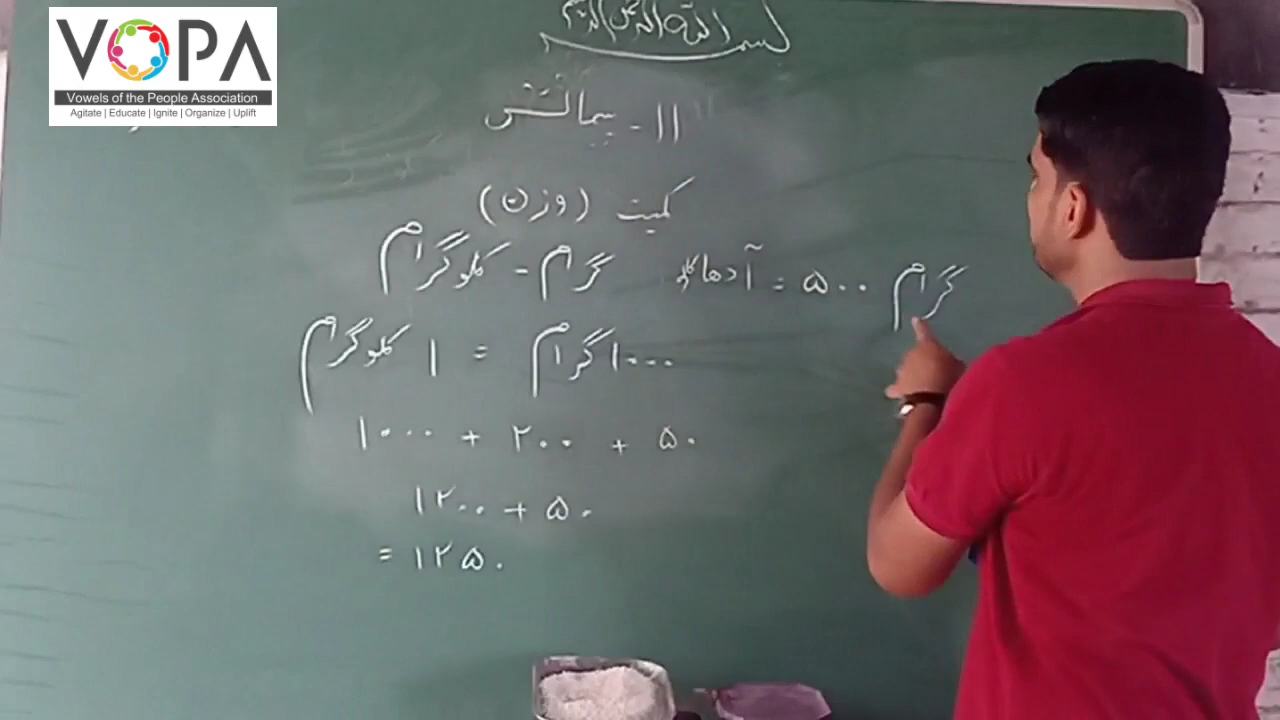 VOPA
Vowels of the People Association
Agitate | Educate | Ignite | Organize | Uplift
بسم اللہ الرحمن الرحیم
۱۱ - پیمائش
کمیت (وزن)
گرام - کلوگرام
آدھا کلو = ۵۰۰ گرام
۱۰۰۰ گرام = ۱ کلوگرام
۱۰۰۰ + ۲۰۰ + ۵۰
۱۲۰۰ + ۵۰
= ۱۲۵۰